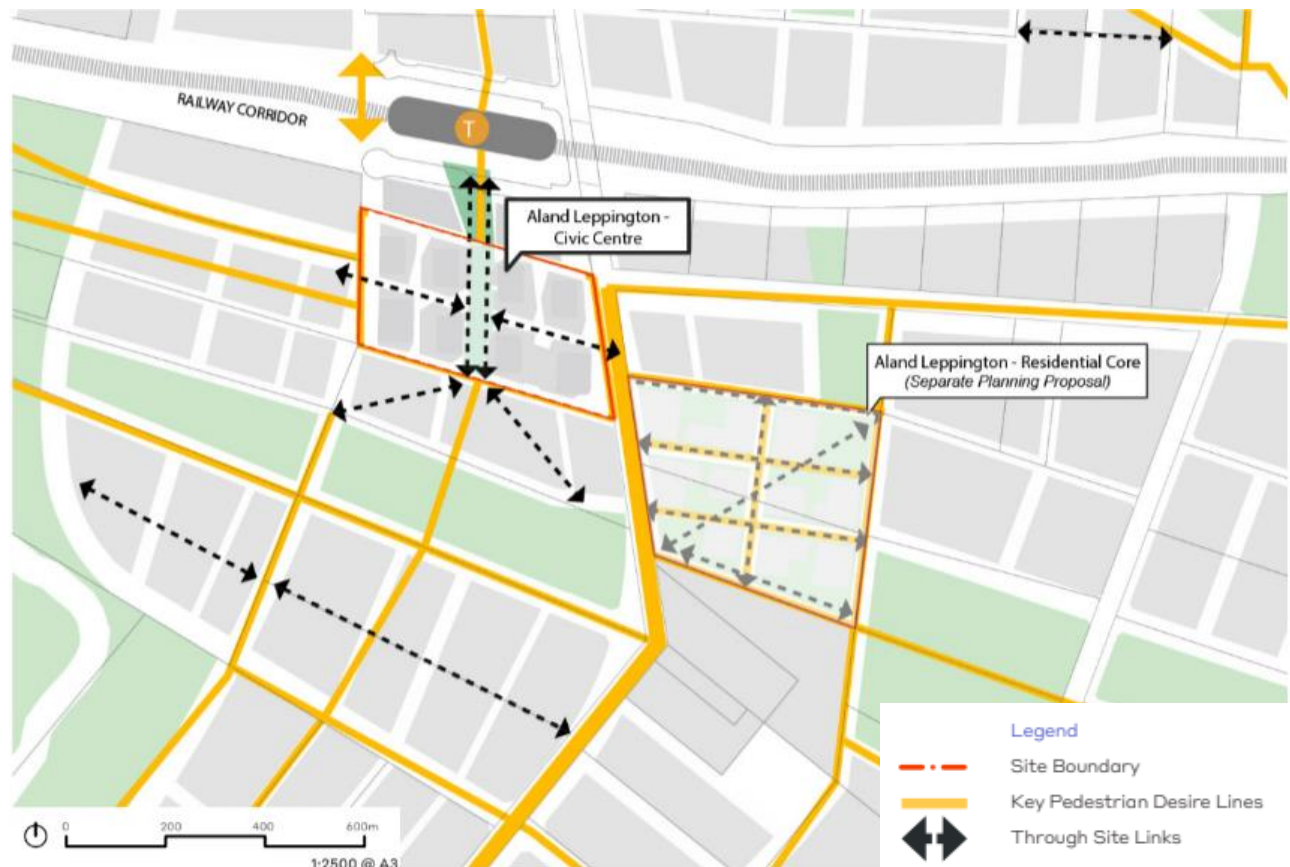 RAILWAY CORRIDOR
T
Aland Leppington -
Civic Centre
Aland Leppington - Residential Core
(Separate Planning Proposal)
Legend
Site Boundary
Key Pedestrian Desire Lines
Through Site Links
0 200 400 600m
1:2500 @ A3